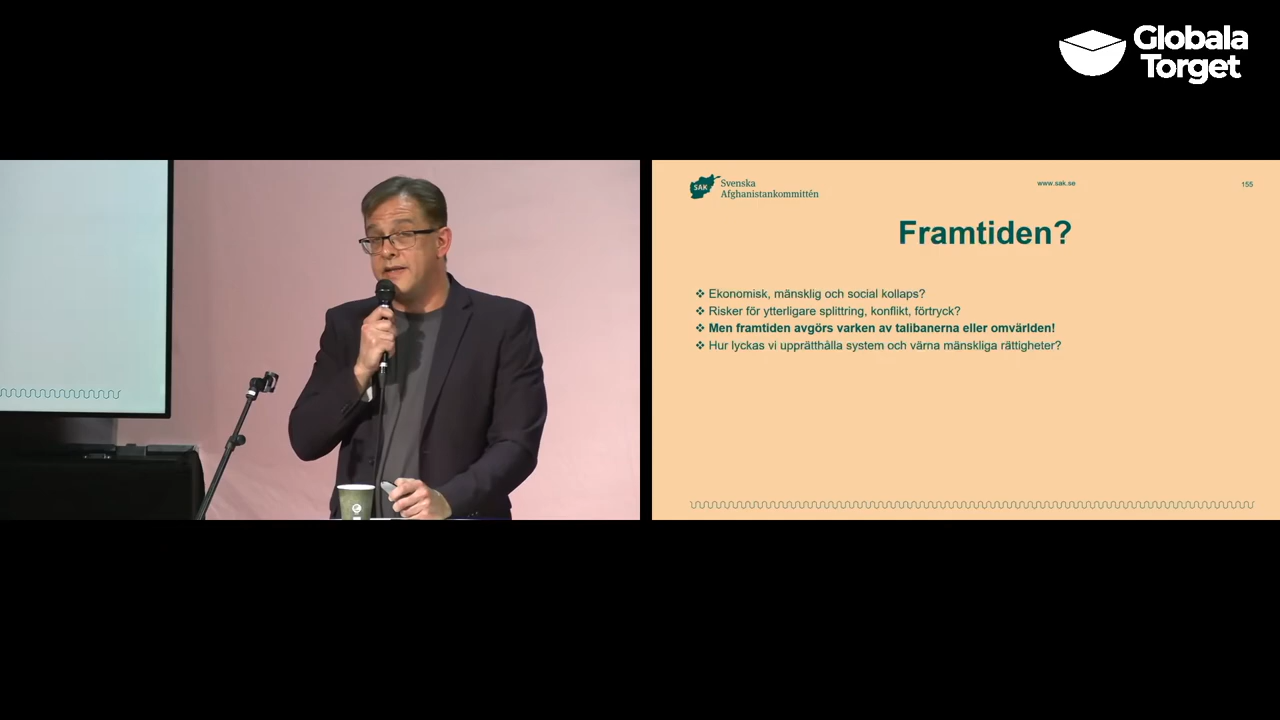 Globala
Torget
SAK
Svenska
Afghanistankommittén
www.sak.se
155
Framtiden?
❖ Ekonomisk, mänsklig och social kollaps?
❖ Risker för ytterligare splittring, konflikt, förtryck?
❖ Men framtiden avgörs varken av talibanerna eller omvärlden!
❖ Hur lyckas vi upprätthålla system och värna mänskliga rättigheter?